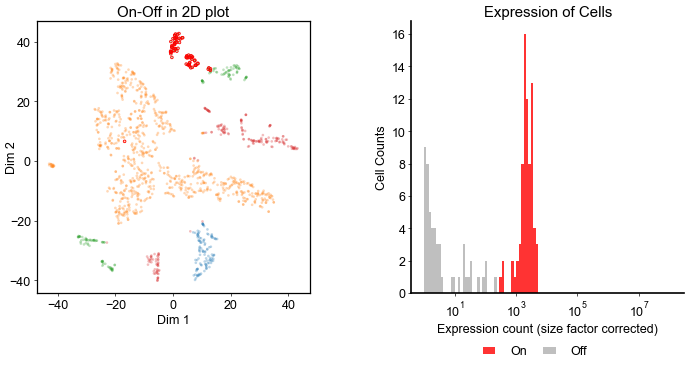 On-Off in 2D plot
40
20
0
−20
−40
−40
−20
0
20
40
Dim 2
Dim 1
Expression of Cells
16
14
12
10
8
6
4
2
0
Cell Counts
10¹
10³
10⁵
10⁷
Expression count (size factor corrected)
On
Off